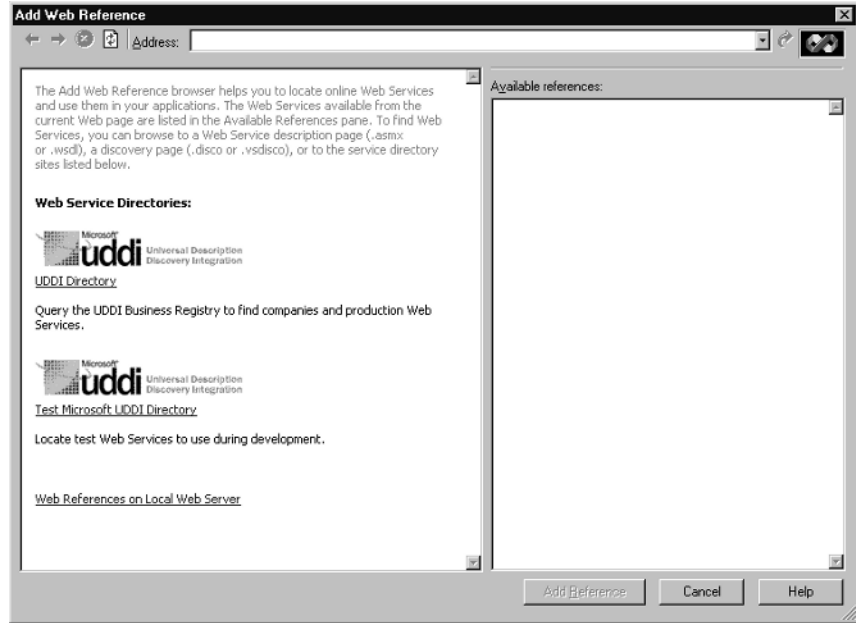 Add Web Reference
Address:
The Add Web Reference browser helps you to locate online Web Services
and use them in your applications. The Web Services available from the
current Web page are listed in the Available References pane. To find Web
Services, you can browse to a Web Service description page (.asmx
or .wsdl), a discovery page (.disco or .vsdisco), or to the service directory
sites listed below.
Web Service Directories:
Microsoft
uddi Universal Description
Discovery Integration
UDDI Directory
Query the UDDI Business Registry to find companies and production Web
Services.
Microsoft
uddi Universal Description
Discovery Integration
Test Microsoft UDDI Directory
Locate test Web Services to use during development.
Web References on Local Web Server
Available references:
Add Reference
Cancel
Help